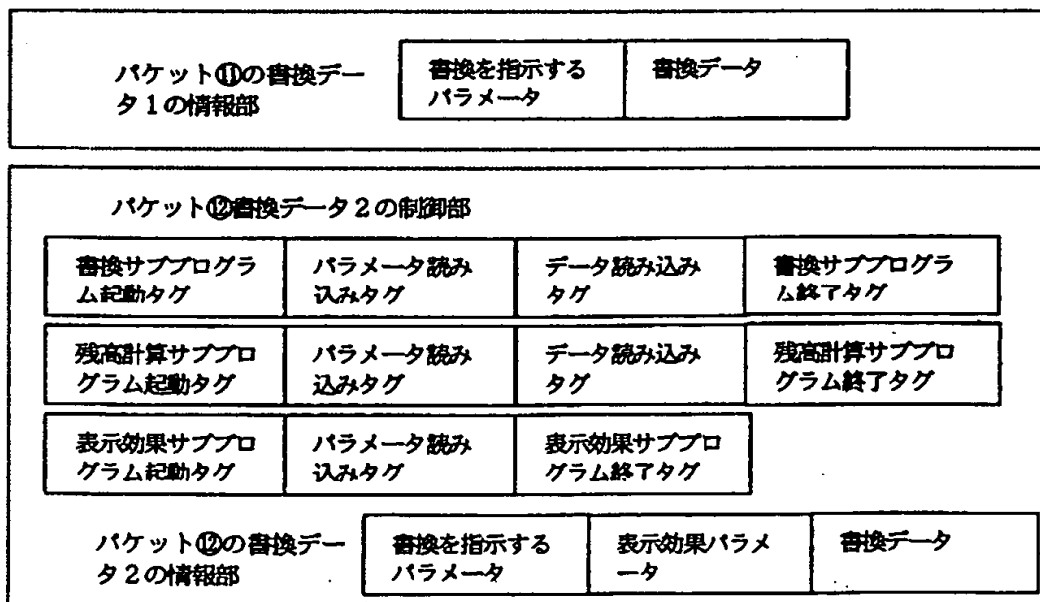 パケット⑪の書換デー
タ1の情報部
書換を指示する
パラメータ
書換データ
パケット⑫書換データ2の制御部
書換サブプログラ
ム起動タグ
パラメータ読み
込みタグ
データ読み込み
タグ
書換サブプログラ
ム終了タグ
残高計算サブプロ
グラム起動タグ
パラメータ読み
込みタグ
データ読み込み
タグ
残高計算サブプロ
グラム終了タグ
表示効果サブプロ
グラム起動タグ
パラメータ読み
込みタグ
表示効果サブプロ
グラム終了タグ
パケット⑫の書換デー
タ2の情報部
書換を指示する
パラメータ
表示効果パラメ
ータ
書換データ